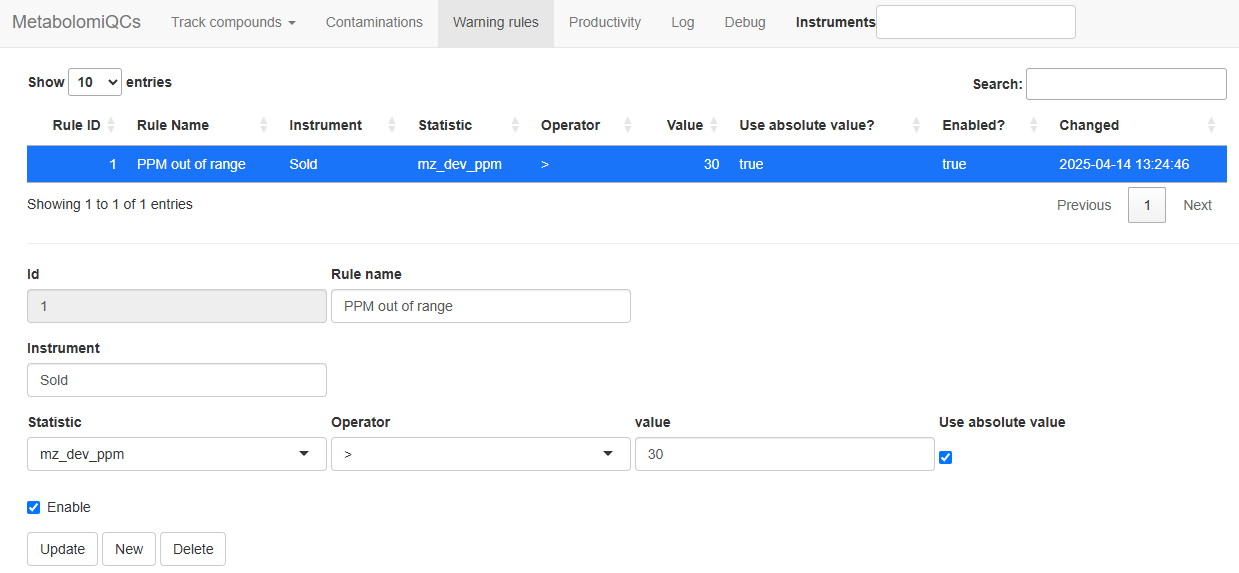 MetabolomiQCs Track compounds Contaminations Warning rules Productivity Log Debug Instruments
Show 10 entries Search:
Rule ID Rule Name Instrument Statistic Operator Value Use absolute value? Enabled? Changed
1 PPM out of range Sold mz_dev_ppm > 30 true true 2025-04-14 13:24:46
Showing 1 to 1 of 1 entries Previous 1 Next
Id Rule name
1 PPM out of range
Instrument
Sold
Statistic Operator value Use absolute value
mz_dev_ppm > 30
Enable
Update New Delete